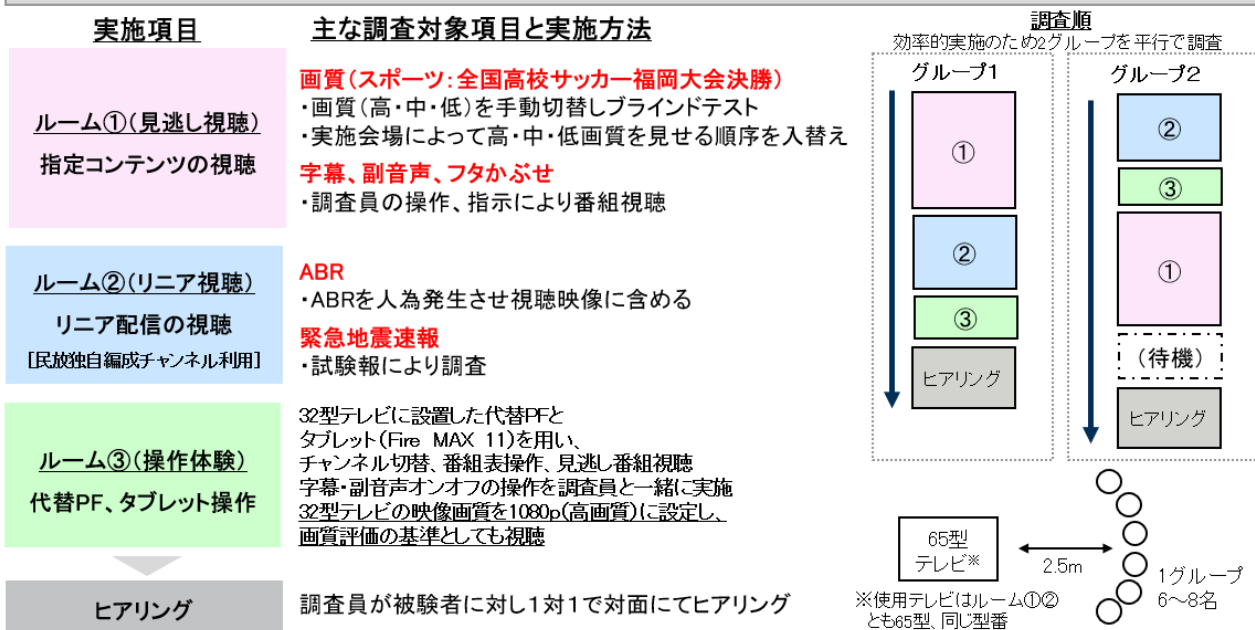 実施項目
主な調査対象項目と実施方法
ルーム①(見逃し視聴)
指定コンテンツの視聴
画質(スポーツ:全国高校サッカー福岡大会決勝)
・画質(高・中・低)を手動切替しブラインドテスト
・実施会場によって高・中・低画質を見せる順序を入替え
字幕、副音声、フタかぶせ
・調査員の操作、指示により番組視聴
ルーム②(リニア視聴)
リニア配信の視聴
[民放独自編成チャンネル利用]
ABR
・ABRを人為発生させ視聴映像に含める
緊急地震速報
・試験報により調査
ルーム③(操作体験)
代替PF、タブレット操作
32型テレビに設置した代替PFと
タブレット(Fire MAX 11)を用い、
チャンネル切替、番組表操作、見逃し番組視聴
字幕・副音声オンオフの操作を調査員と一緒に実施
32型テレビの映像画質を1080p(高画質)に設定し、
画質評価の基準としても視聴
ヒアリング
調査員が被験者に対し1対1で対面にてヒアリング
調査順
効率的実施のため2グループを平行で調査
グループ1
①
②
③
ヒアリング
グループ2
②
③
①
(待機)
ヒアリング
65型
テレビ※
2.5m
1グループ
6~8名
※使用テレビはルーム①②
とも65型、同じ型番